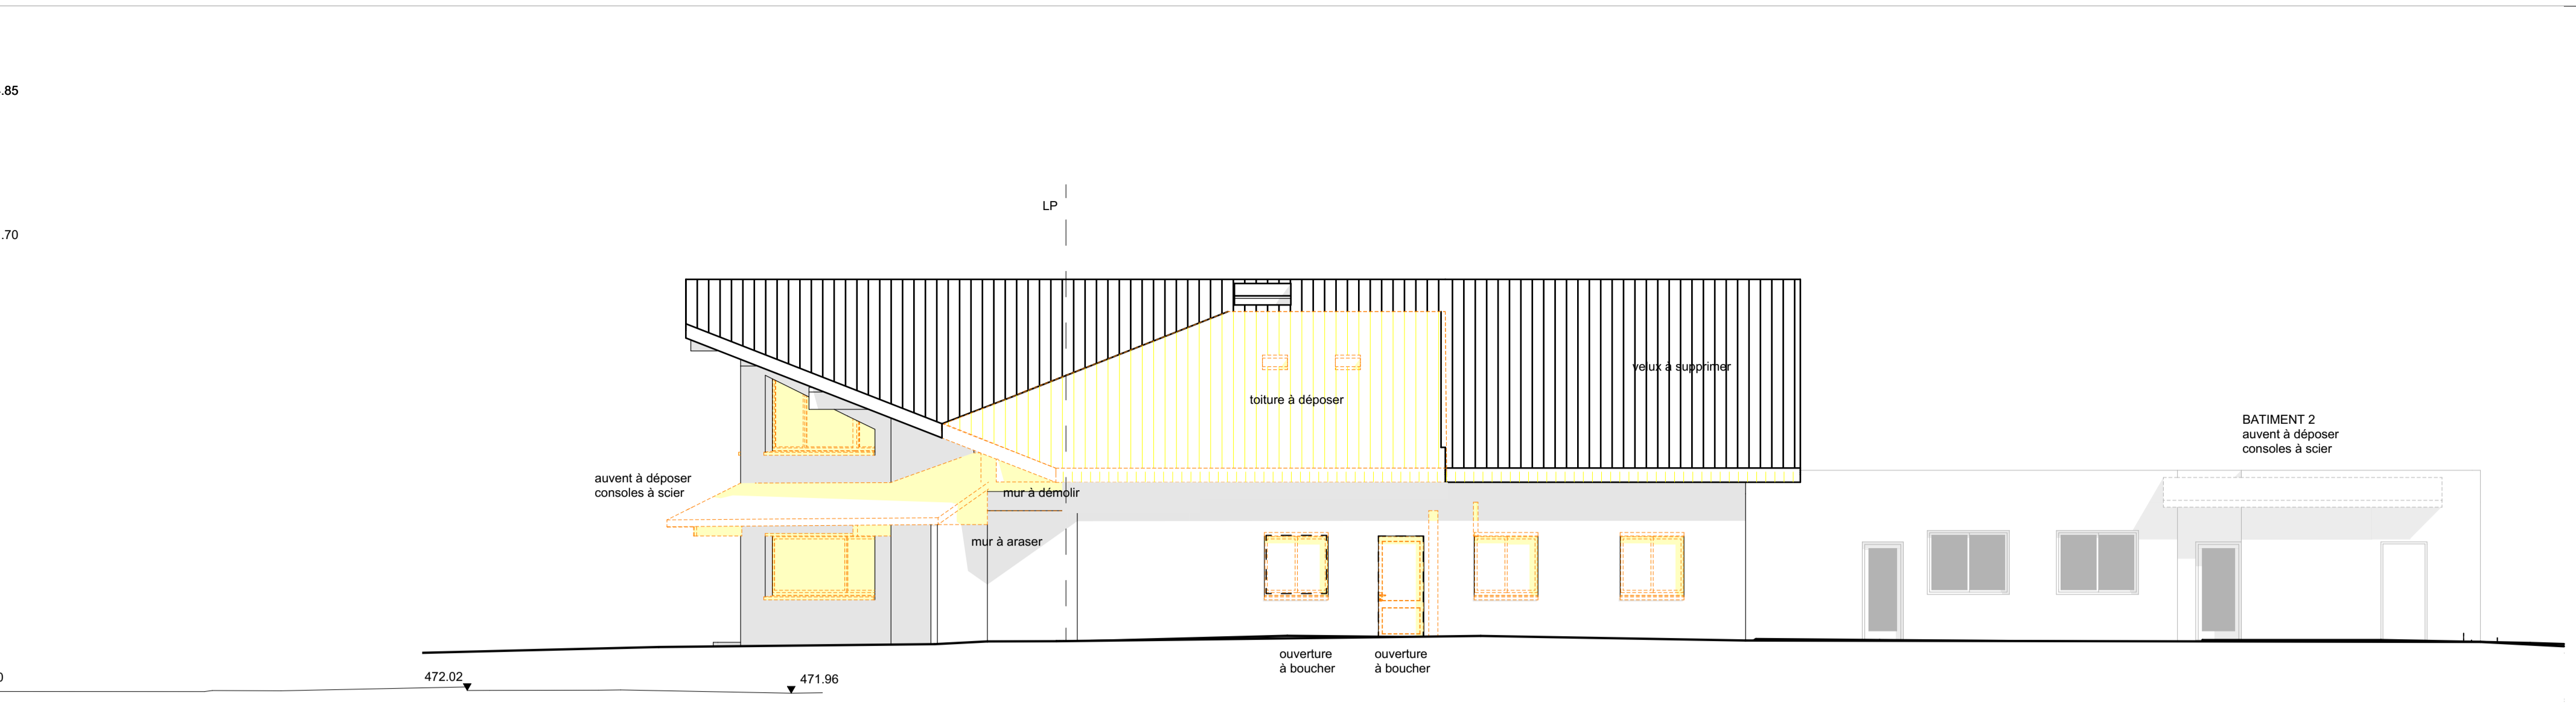 .85
.70
LP
velux à supprimer
toiture à déposer
BATIMENT 2
auvent à déposer
consoles à scier
auvent à déposer
consoles à scier
mur à démolir
mur à araser
ouverture
à boucher
ouverture
à boucher
472.02
471.96